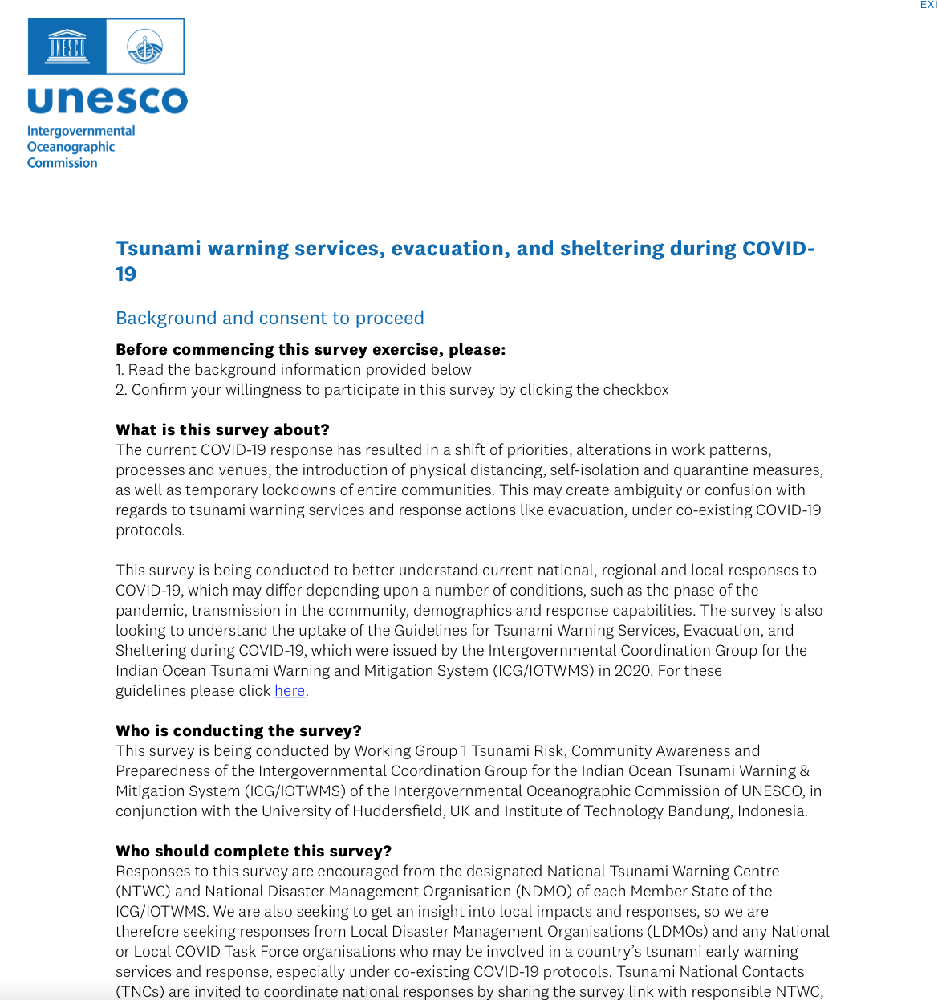 EXI
UNESCO
unesco
Intergovernmental
Oceanographic
Commission
Tsunami warning services, evacuation, and sheltering during COVID-
19
Background and consent to proceed
Before commencing this survey exercise, please:
1. Read the background information provided below
2. Confirm your willingness to participate in this survey by clicking the checkbox
What is this survey about?
The current COVID-19 response has resulted in a shift of priorities, alterations in work patterns,
processes and venues, the introduction of physical distancing, self-isolation and quarantine measures,
as well as temporary lockdowns of entire communities. This may create ambiguity or confusion with
regards to tsunami warning services and response actions like evacuation, under co-existing COVID-19
protocols.
This survey is being conducted to better understand current national, regional and local responses to
COVID-19, which may differ depending upon a number of conditions, such as the phase of the
pandemic, transmission in the community, demographics and response capabilities. The survey is also
looking to understand the uptake of the Guidelines for Tsunami Warning Services, Evacuation, and
Sheltering during COVID-19, which were issued by the Intergovernmental Coordination Group for the
Indian Ocean Tsunami Warning and Mitigation System (ICG/IOTWMS) in 2020. For these
guidelines please click here.
Who is conducting the survey?
This survey is being conducted by Working Group 1 Tsunami Risk, Community Awareness and
Preparedness of the Intergovernmental Coordination Group for the Indian Ocean Tsunami Warning &
Mitigation System (ICG/IOTWMS) of the Intergovernmental Oceanographic Commission of UNESCO, in
conjunction with the University of Huddersfield, UK and Institute of Technology Bandung, Indonesia.
Who should complete this survey?
Responses to this survey are encouraged from the designated National Tsunami Warning Centre
(NTWC) and National Disaster Management Organisation (NDMO) of each Member State of the
ICG/IOTWMS. We are also seeking to get an insight into local impacts and responses, so we are
therefore seeking responses from Local Disaster Management Organisations (LDMOs) and any National
or Local COVID Task Force organisations who may be involved in a country’s tsunami early warning
services and response, especially under co-existing COVID-19 protocols. Tsunami National Contacts
(TNCs) are invited to coordinate national responses by sharing the survey link with responsible NTWC,